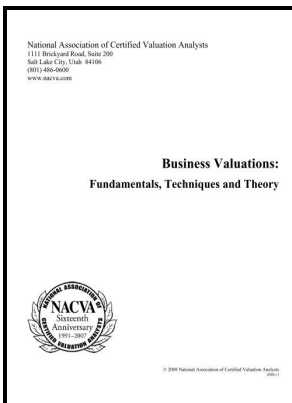 National Association of Certified Valuation Analysts
1111 Brickyard Road, Suite 200
Salt Lake City, Utah 84106
(801) 486-0600
www.nacva.com
Business Valuations:
Fundamentals, Techniques and Theory
NATIONAL ASSOCIATION OF
CERTIFIED VALUATION ANALYSTS
NACVA
Sixteenth
Anniversary
1991–2007
© 2008 National Association of Certified Valuation Analysts